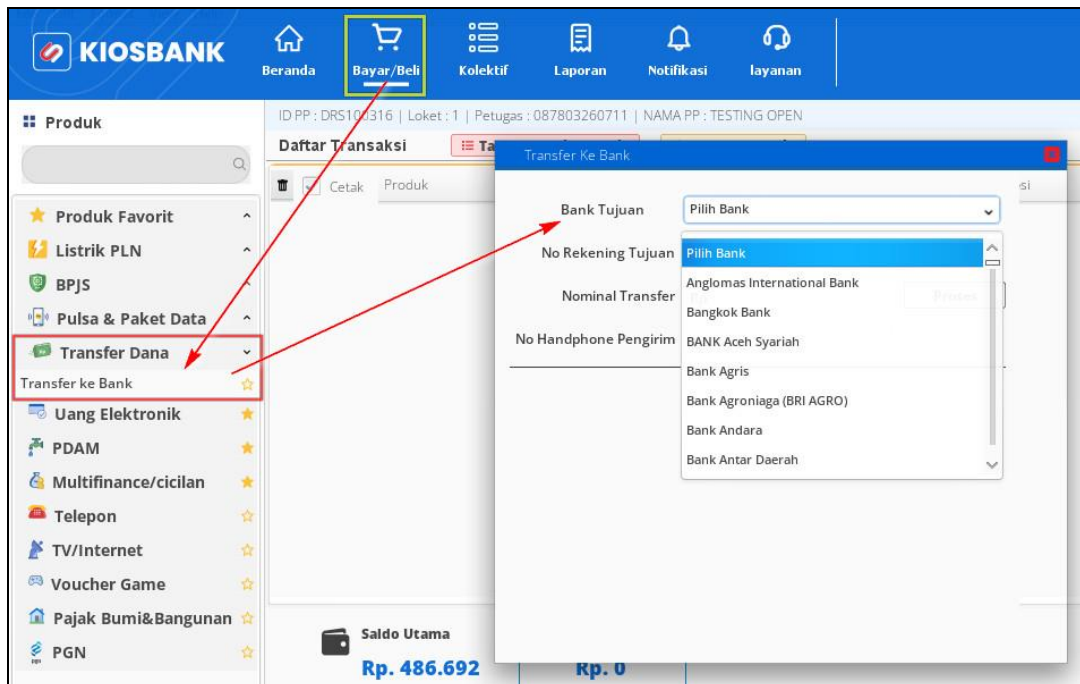 KIOSBANK
Beranda
Bayar/Beli
Kolektif
Laporan
Notifikasi
layanan
Produk
ID PP : DRS100316 | Loket : 1 | Petugas : 087803260711 | NAMA PP : TESTING OPEN
Daftar Transaksi
Cetak Produk
Produk Favorit
Listrik PLN
BPJS
Pulsa & Paket Data
Transfer Dana
Transfer ke Bank
Uang Elektronik
PDAM
Multifinance/cicilan
Telepon
TV/Internet
Voucher Game
Pajak Bumi&Bangunan
PGN
Transfer Ke Bank
Bank Tujuan Pilih Bank
No Rekening Tujuan
Nominal Transfer
No Handphone Pengirim
Pilih Bank
Anglomas International Bank
Bangkok Bank
BANK Aceh Syariah
Bank Agris
Bank Agroniaga (BRI AGRO)
Bank Andara
Bank Antar Daerah
Saldo Utama
Rp. 486.692
Rp. 0